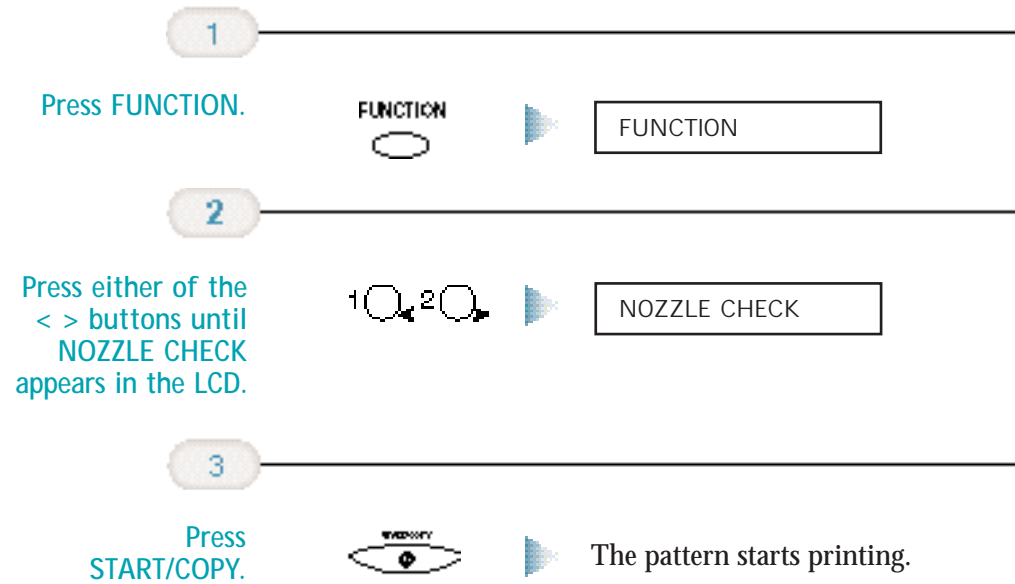 1
Press FUNCTION.
FUNCTION
FUNCTION
2
Press either of the
< > buttons until
NOZZLE CHECK
appears in the LCD.
1 2
NOZZLE CHECK
3
Press
START/COPY.
The pattern starts printing.